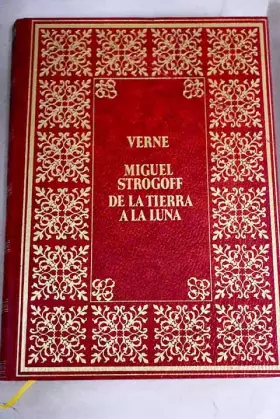 VERNE
MIGUEL
STROGOFF
DE LA TIERRA
A LA LUNA